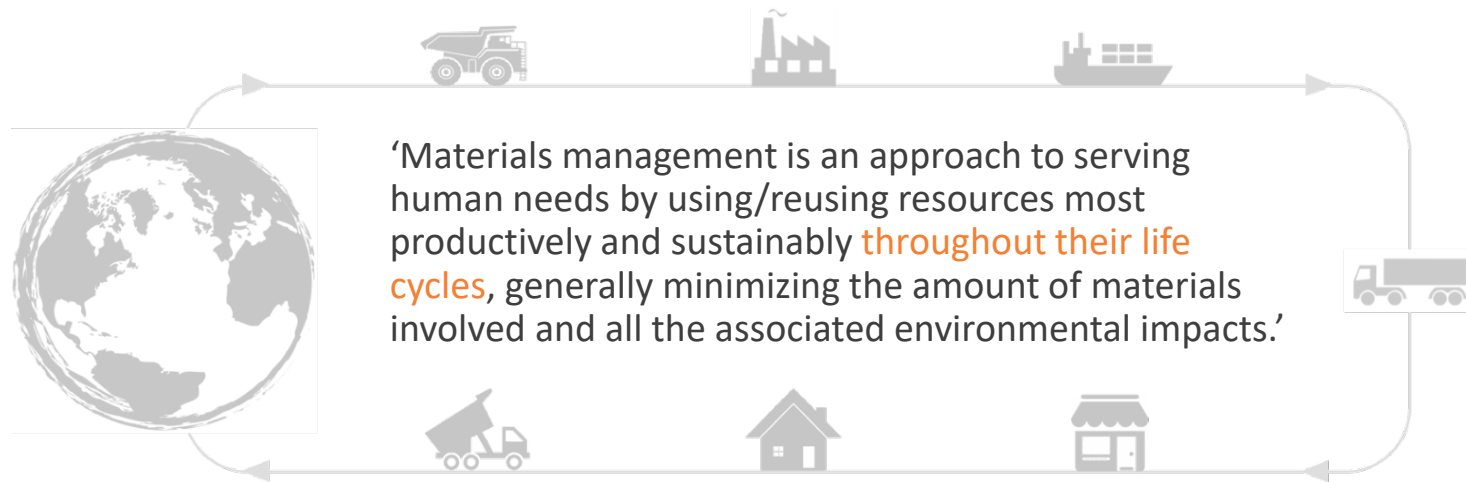 ‘Materials management is an approach to serving
human needs by using/reusing resources most
productively and sustainably throughout their life
cycles, generally minimizing the amount of materials
involved and all the associated environmental impacts.’